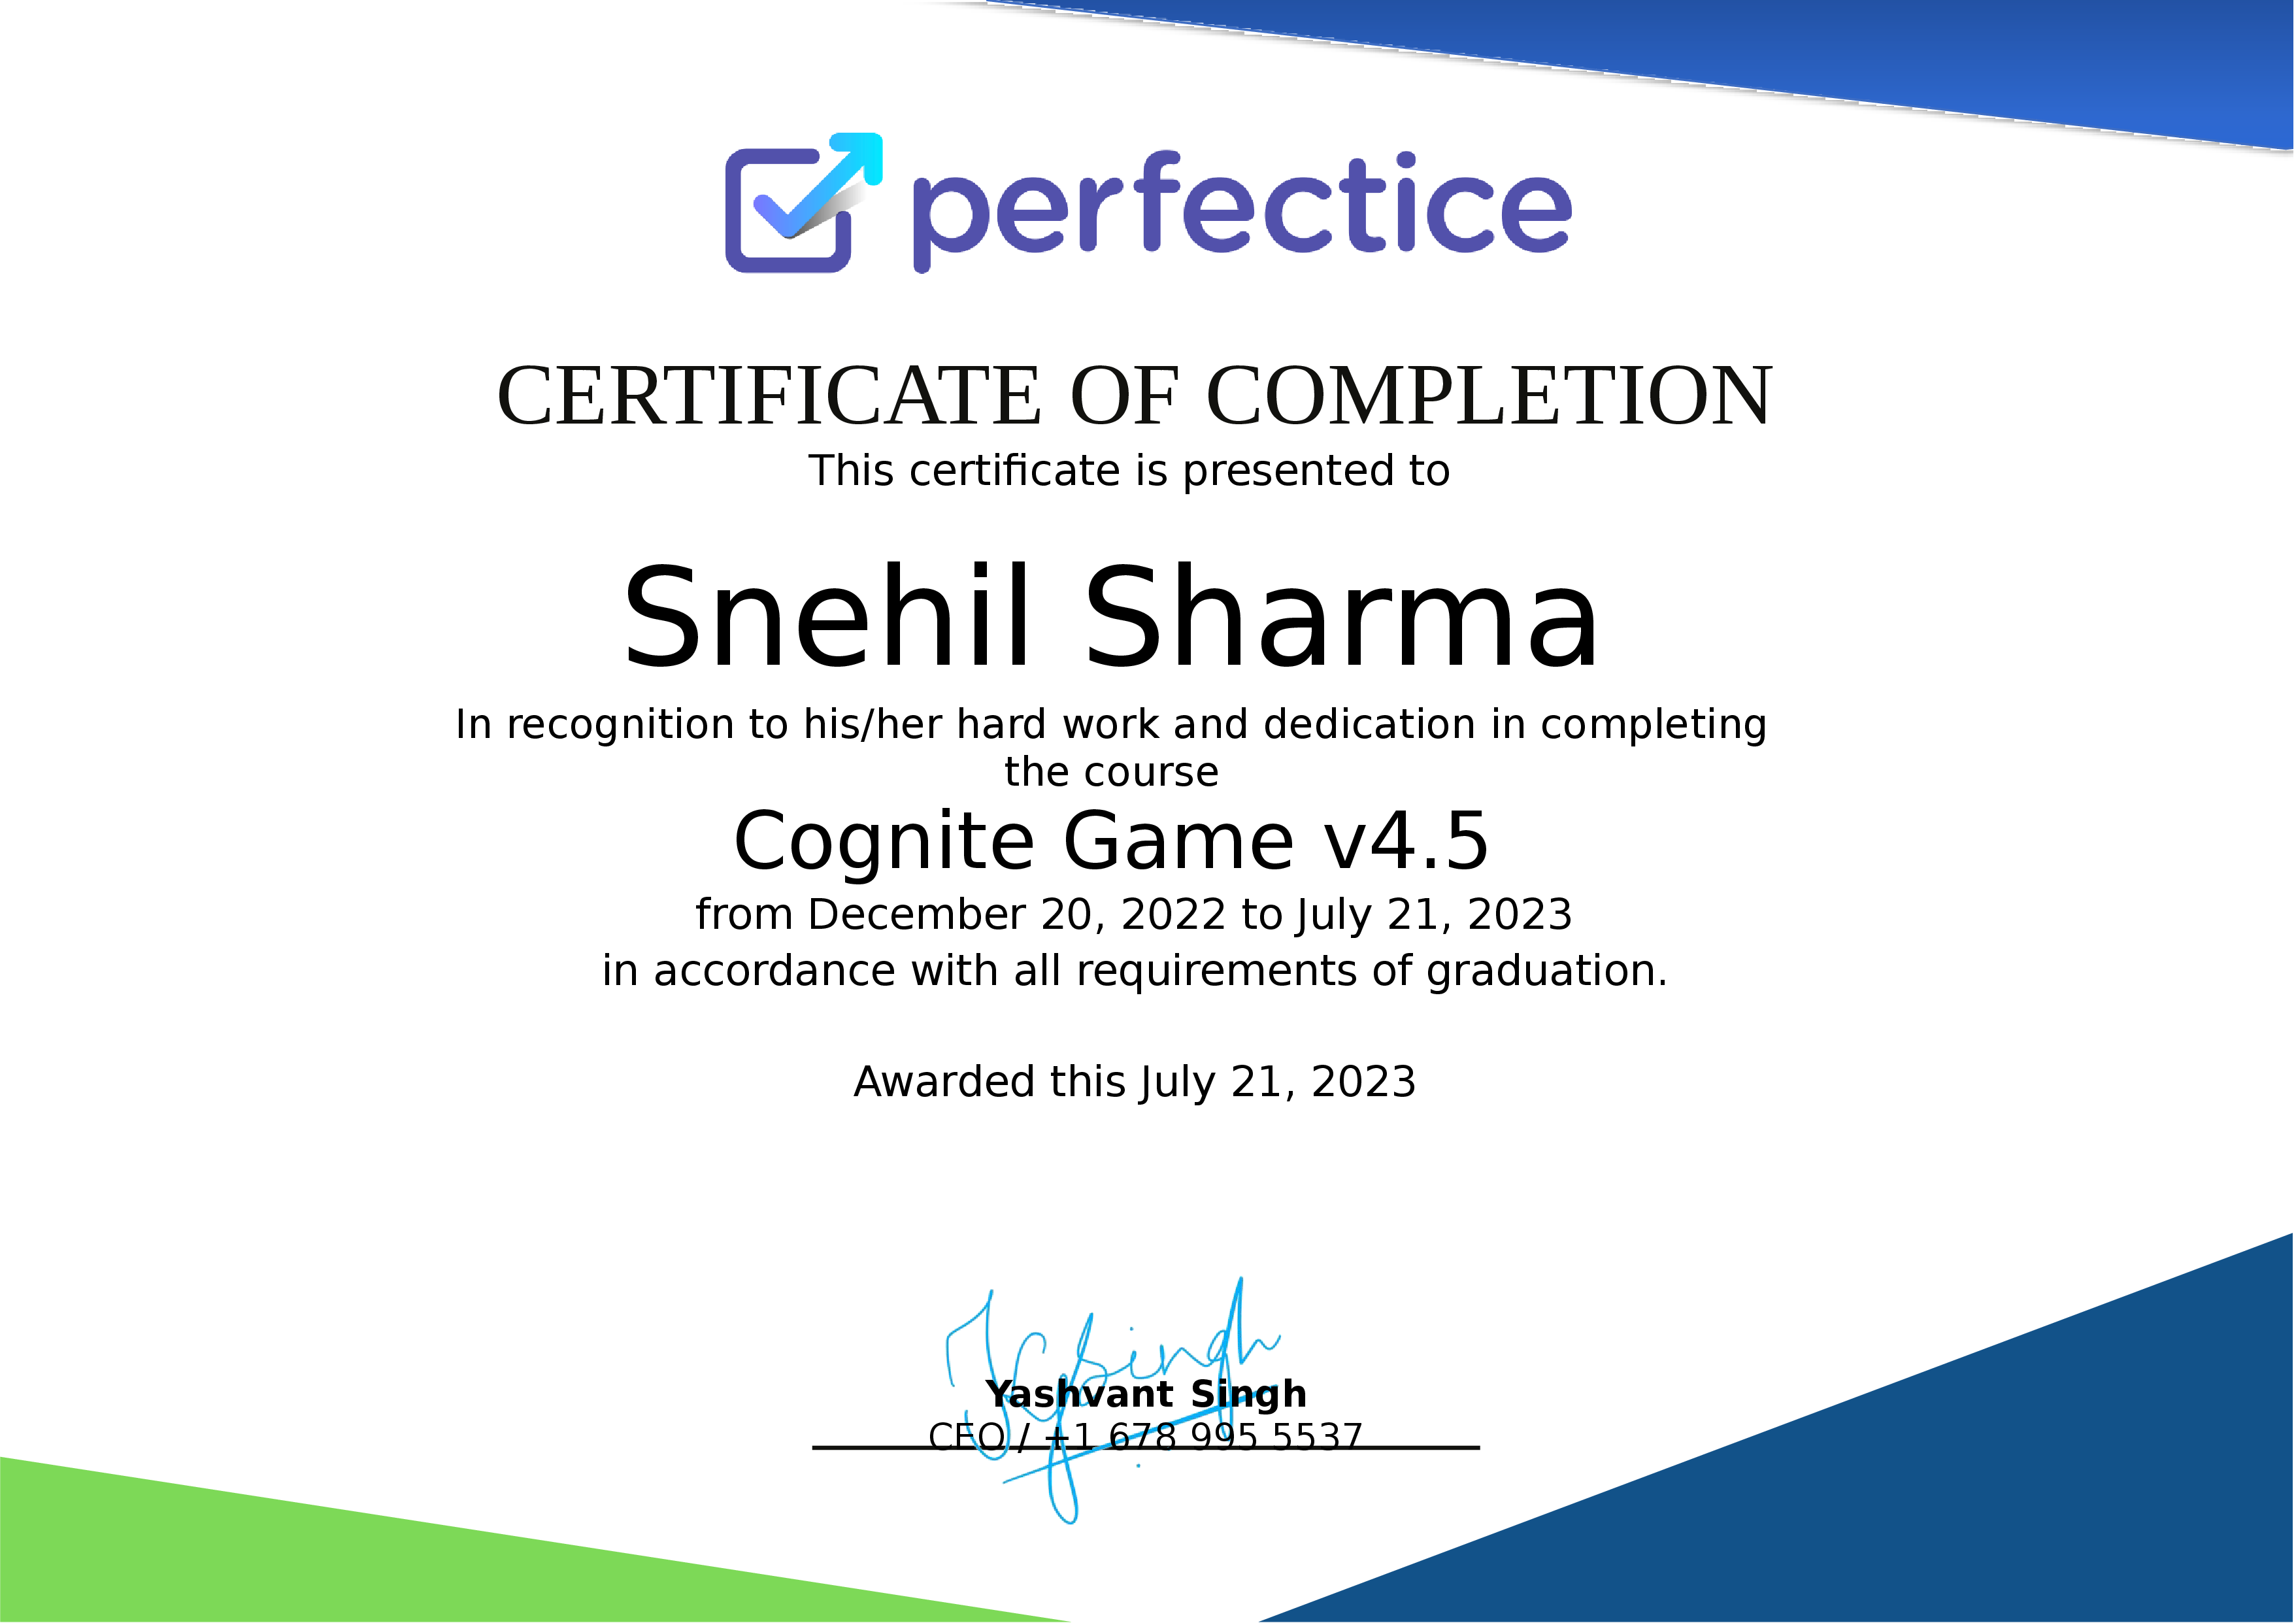 perfectice
CERTIFICATE OF COMPLETION
This certificate is presented to
Snehil Sharma
In recognition to his/her hard work and dedication in completing
the course
Cognite Game v4.5
from December 20, 2022 to July 21, 2023
in accordance with all requirements of graduation.
Awarded this July 21, 2023
Yashvant Singh
CEO / +1 678 995 5537